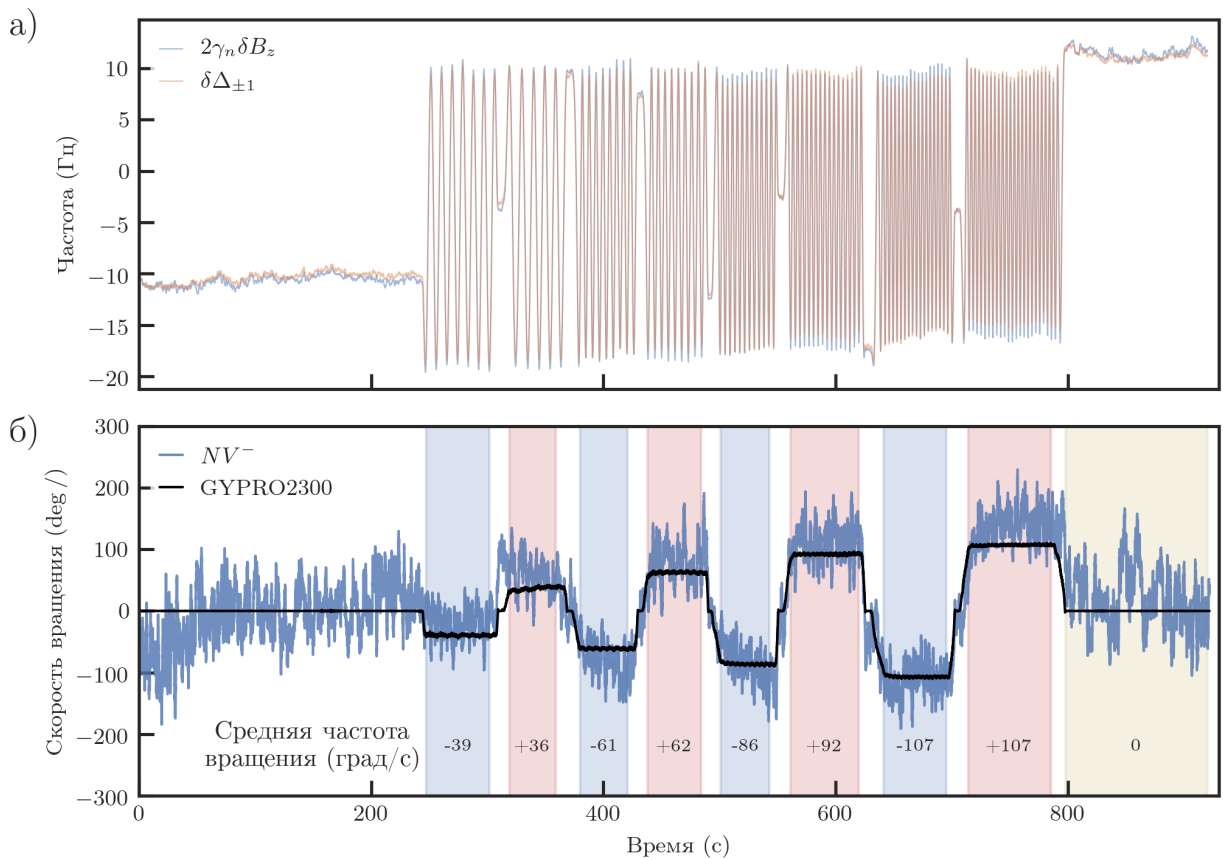 а)
2γₙδB_z
δΔ_{±1}
Частота (Гц)
10
5
0
−5
−10
−15
−20
б)
NV⁻
GYPRO2300
Скорость вращения (deg /)
300
200
100
0
−100
−200
−300
Средняя частота
вращения (град/с)
-39 +36 -61 +62 -86 +92 -107 +107 0
0 200 400 600 800
Время (с)